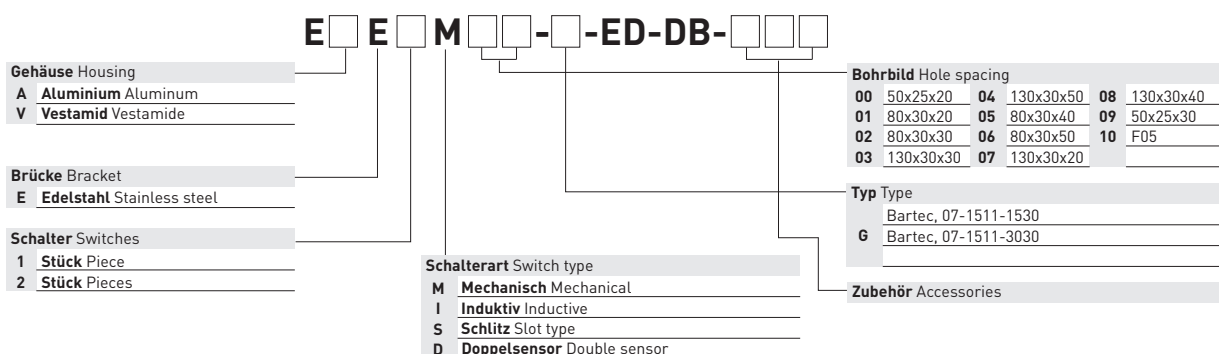 E□ E□ M□□-□-ED-DB-□□□
Gehäuse Housing
A Aluminium Aluminum
V Vestamid Vestamide
Brücke Bracket
E Edelstahl Stainless steel
Schalter Switches
1 Stück Piece
2 Stück Pieces
Schalterart Switch type
M Mechanisch Mechanical
I Induktiv Inductive
S Schlitz Slot type
D Doppelsensor Double sensor
Bohrbild Hole spacing
00 50x25x20 04 130x30x50 08 130x30x40
01 80x30x20 05 80x30x40 09 50x25x30
02 80x30x30 06 80x30x50 10 F05
03 130x30x30 07 130x30x20
Typ Type
Bartec, 07-1511-1530
G Bartec, 07-1511-3030
Zubehör Accessories